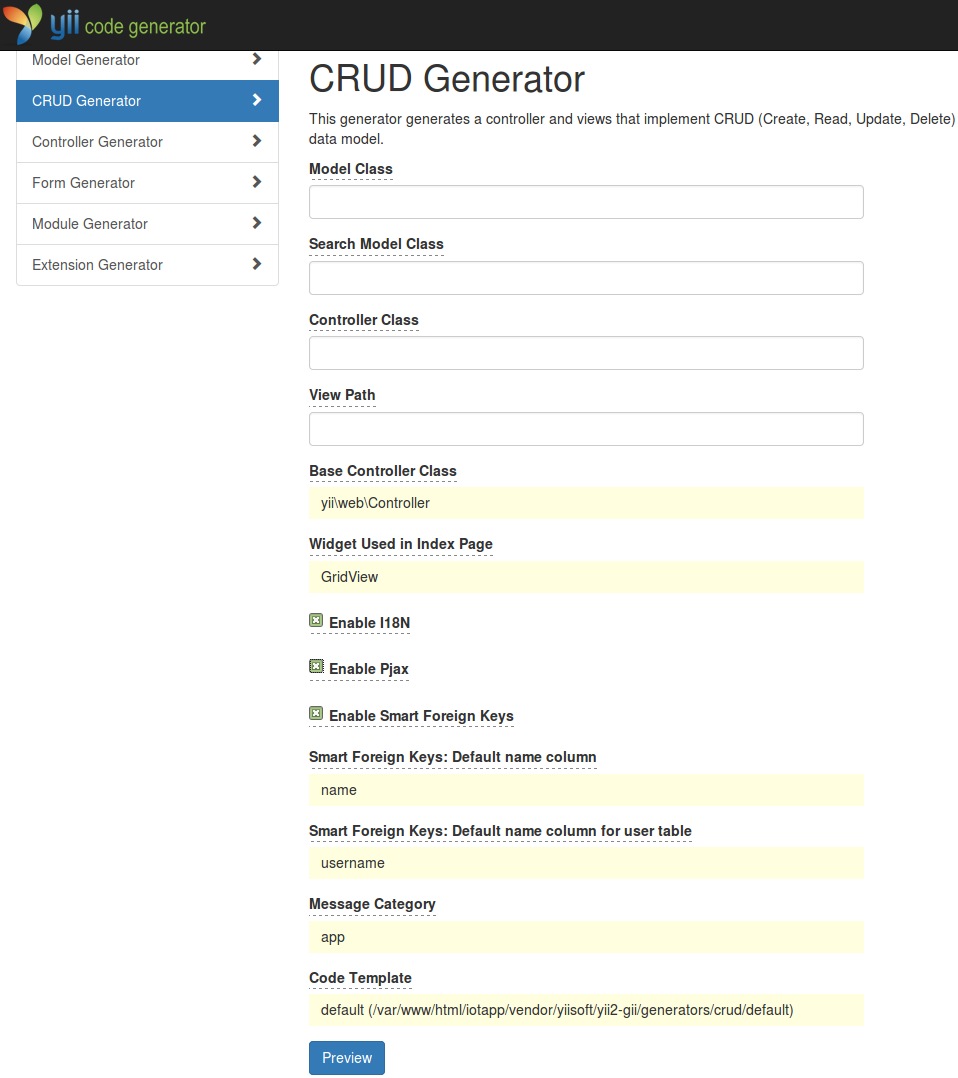 yii code generator
Model Generator
CRUD Generator
Controller Generator
Form Generator
Module Generator
Extension Generator
CRUD Generator
This generator generates a controller and views that implement CRUD (Create, Read, Update, Delete)
data model.
Model Class
Search Model Class
Controller Class
View Path
Base Controller Class
yii\web\Controller
Widget Used in Index Page
GridView
Enable I18N
Enable Pjax
Enable Smart Foreign Keys
Smart Foreign Keys: Default name column
name
Smart Foreign Keys: Default name column for user table
username
Message Category
app
Code Template
default (/var/www/html/iotapp/vendor/yiisoft/yii2-gii/generators/crud/default)
Preview